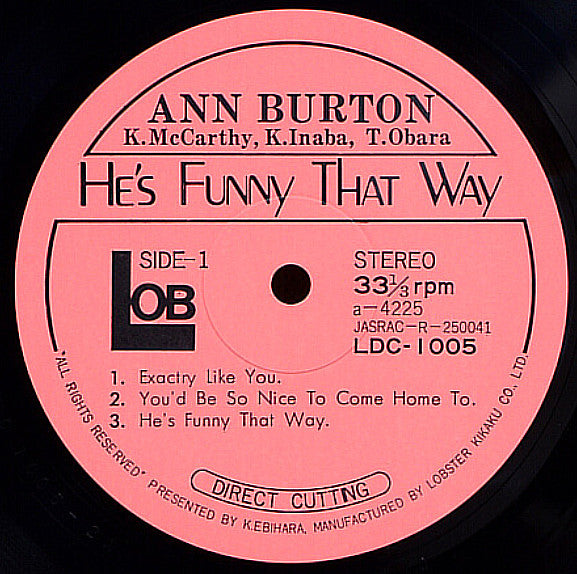 ANN BURTON
K.McCarthy, K.Inaba, T.Obara
HE'S FUNNY THAT WAY
LOB
SIDE-1
STEREO
33⅓ rpm
a-4225
JASRAC-R-250041
LDC-1005
1. Exactry Like You.
2. You'd Be So Nice To Come Home To.
3. He's Funny That Way.
DIRECT CUTTING
"ALL RIGHTS RESERVED" PRESENTED BY K.EBIHARA, MANUFACTURED BY LOBSTER KIKAKU CO., LTD.